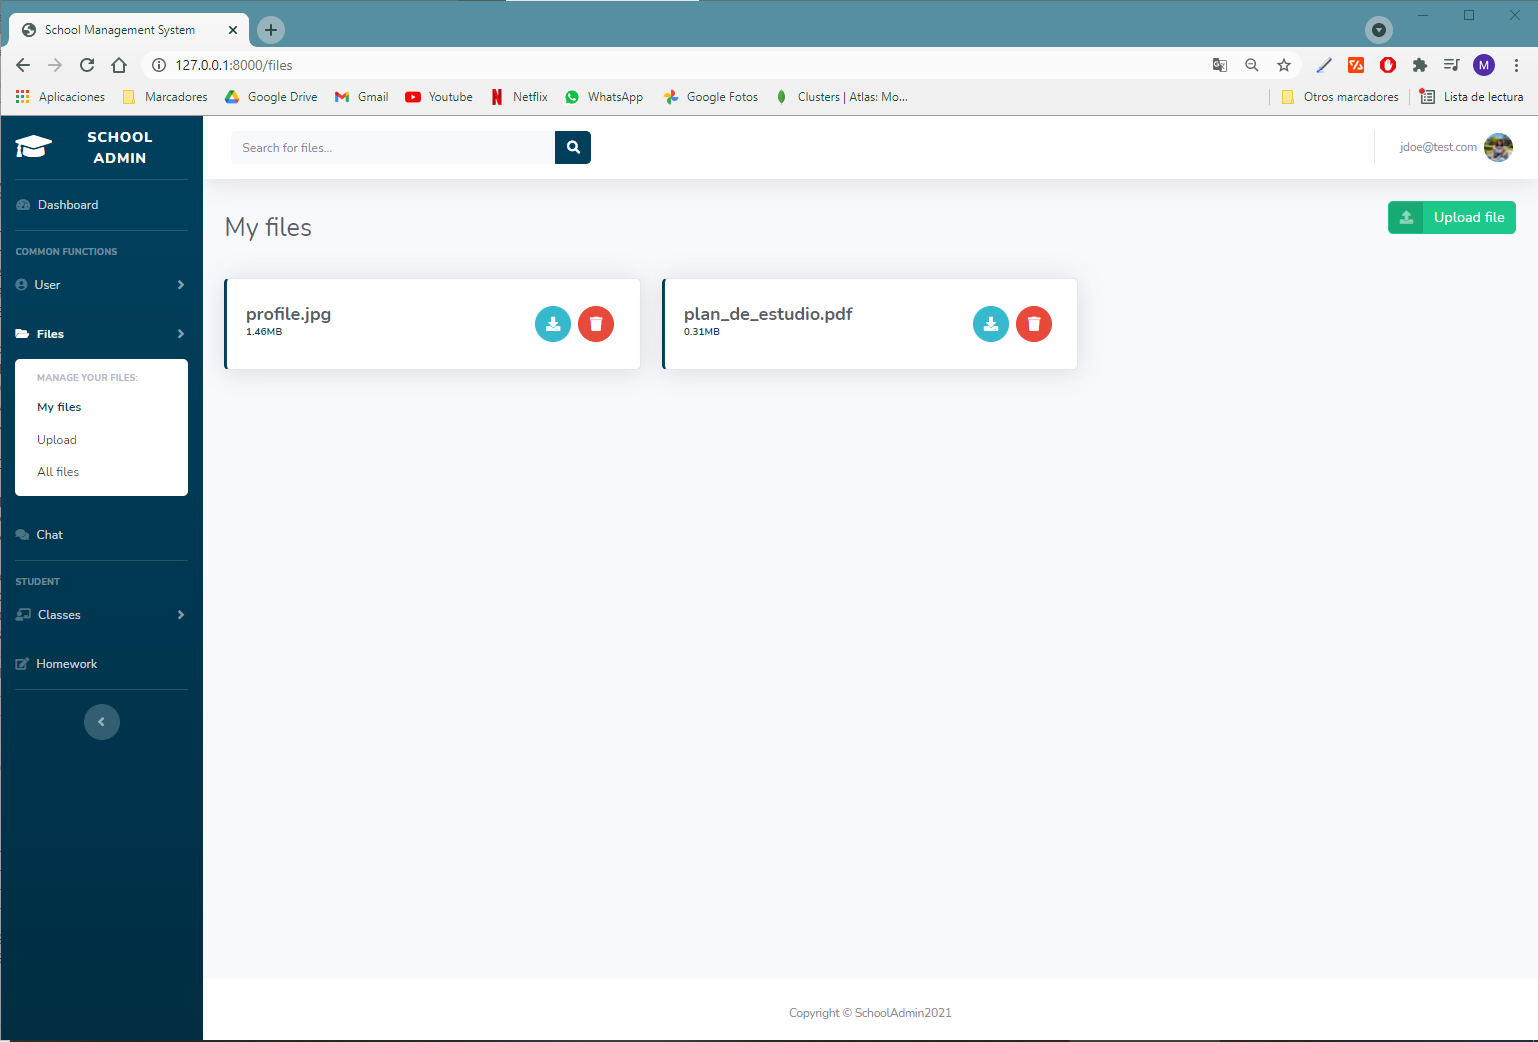 School Management System
127.0.0.1:8000/files
M
Aplicaciones
Marcadores
Google Drive
Gmail
Youtube
Netflix
WhatsApp
Google Fotos
Clusters | Atlas: Mo...
Otros marcadores
Lista de lectura
SCHOOL
ADMIN
Search for files...
jdoe@test.com
Dashboard
COMMON FUNCTIONS
User
Files
MANAGE YOUR FILES:
My files
Upload
All files
Chat
STUDENT
Classes
Homework
My files
Upload file
profile.jpg
1.46MB
plan_de_estudio.pdf
0.31MB
Copyright © SchoolAdmin2021